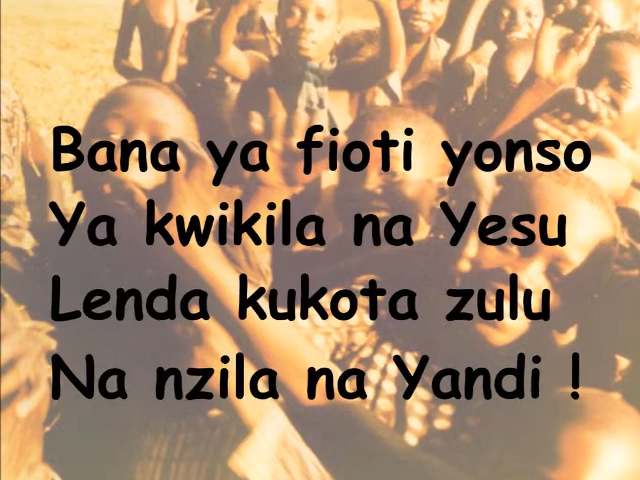 Bana ya fioti yonso
Ya kwikila na Yesu
Lenda kukota zulu
Na nzila na Yandi !